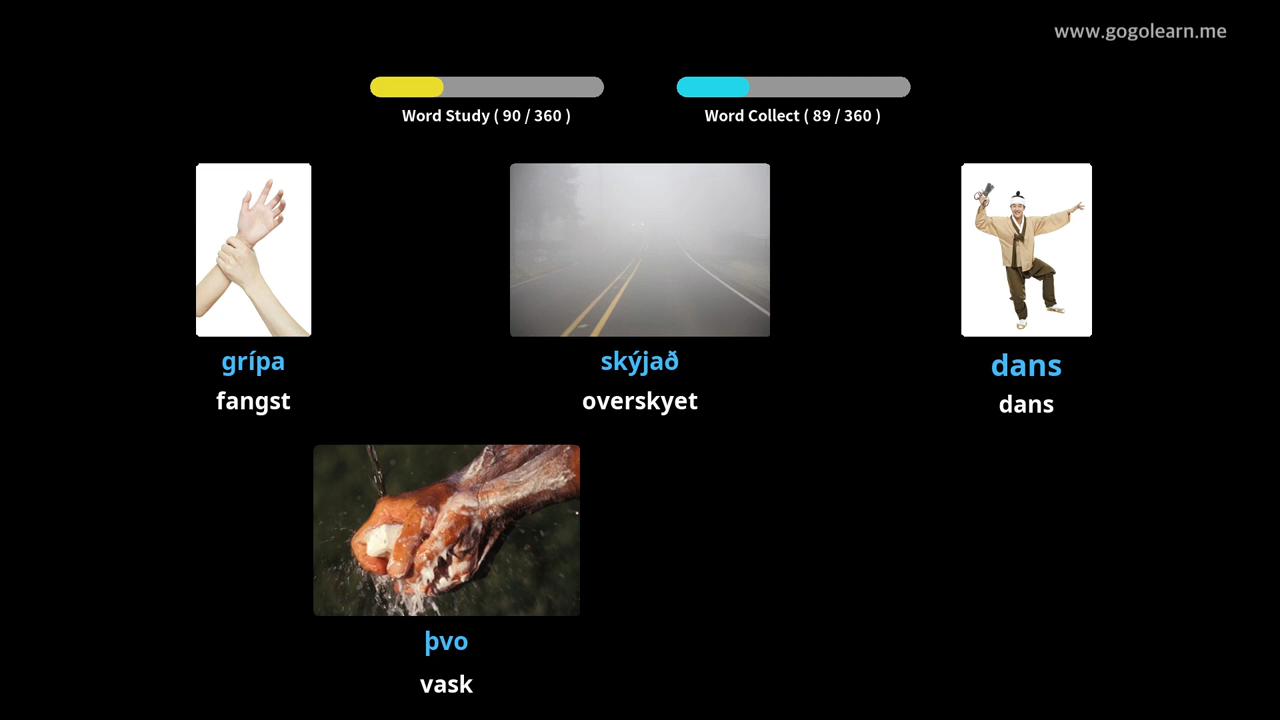 www.gogolearn.me
Word Study ( 90 / 360 )
Word Collect ( 89 / 360 )
grípa
fangst
skýjað
overskyet
dans
dans
þvo
vask